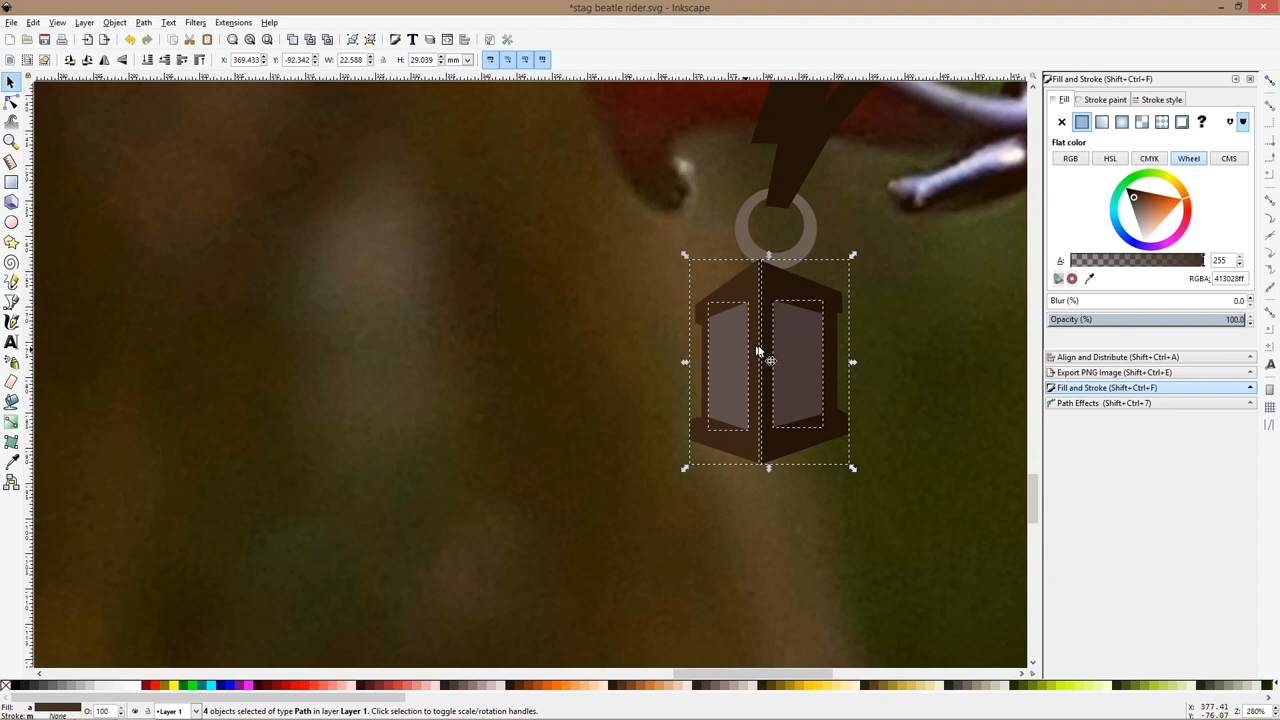 *stag beatle rider.svg - Inkscape
File Edit View Layer Object Path Text Filters Extensions Help
X: 369.433 Y: -92.342 W: 22.588 H: 29.039 mm
Fill and Stroke (Shift+Ctrl+F)
Fill Stroke paint Stroke style
Flat color
RGB HSL CMYK Wheel CMS
A: 255
RGBA: 413028ff
Blur (%) 0.0
Opacity (%) 100.0
Align and Distribute (Shift+Ctrl+A)
Export PNG Image (Shift+Ctrl+E)
Fill and Stroke (Shift+Ctrl+F)
Path Effects (Shift+Ctrl+7)
Fill: a O: 100 •Layer 1 4 objects selected of type Path in layer Layer 1. Click selection to toggle scale/rotation handles. X: 377.41 Z: 280%
Stroke: m None Y: -76.07